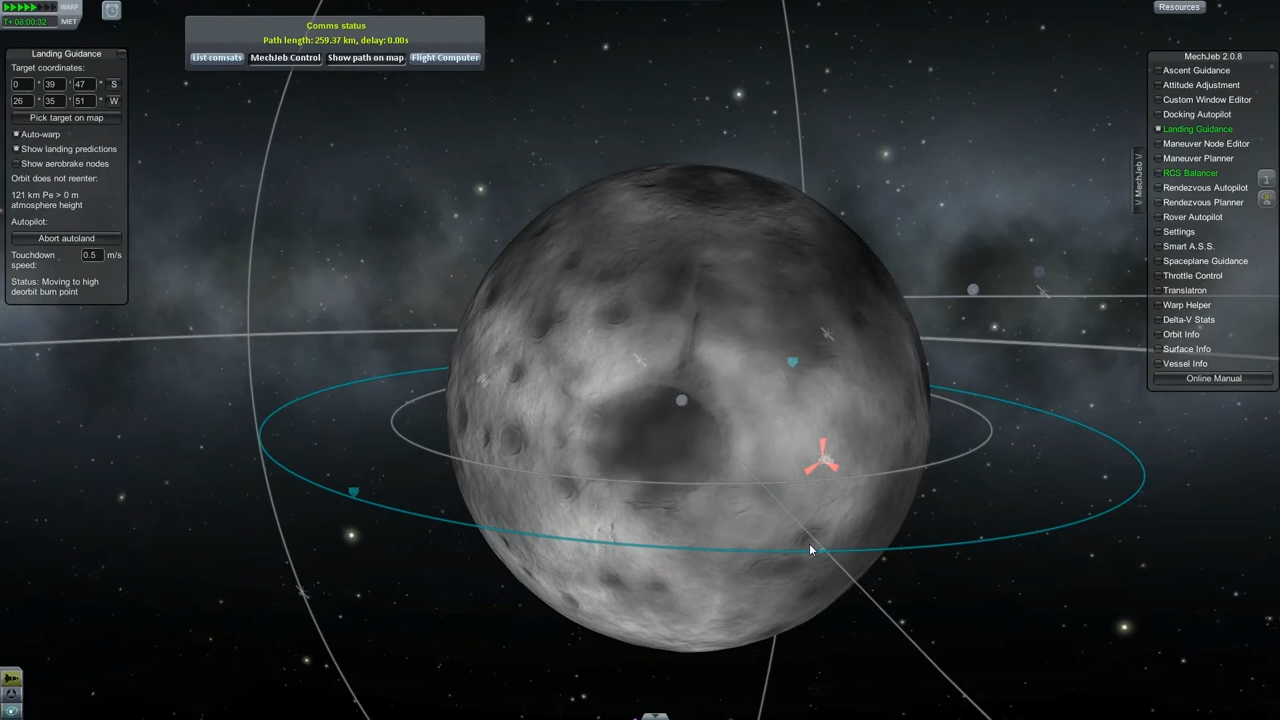 WARP
T+ 08:00:32 MET
Comms status
Path length: 259.37 km, delay: 0.00s
List comsats MechJeb Control Show path on map Flight Computer
Resources
Landing Guidance
Target coordinates:
0 ° 39 ' 47 " S
26 ° 35 ' 51 " W
Pick target on map
Auto-warp
Show landing predictions
Show aerobrake nodes
Orbit does not reenter:
121 km Pe > 0 m
atmosphere height
Autopilot:
Abort autoland
Touchdown speed: 0.5 m/s
Status: Moving to high
deorbit burn point
V MechJeb V
MechJeb 2.0.8
Ascent Guidance
Attitude Adjustment
Custom Window Editor
Docking Autopilot
Landing Guidance
Maneuver Node Editor
Maneuver Planner
RCS Balancer
Rendezvous Autopilot
Rendezvous Planner
Rover Autopilot
Settings
Smart A.S.S.
Spaceplane Guidance
Throttle Control
Translatron
Warp Helper
Delta-V Stats
Orbit Info
Surface Info
Vessel Info
Online Manual